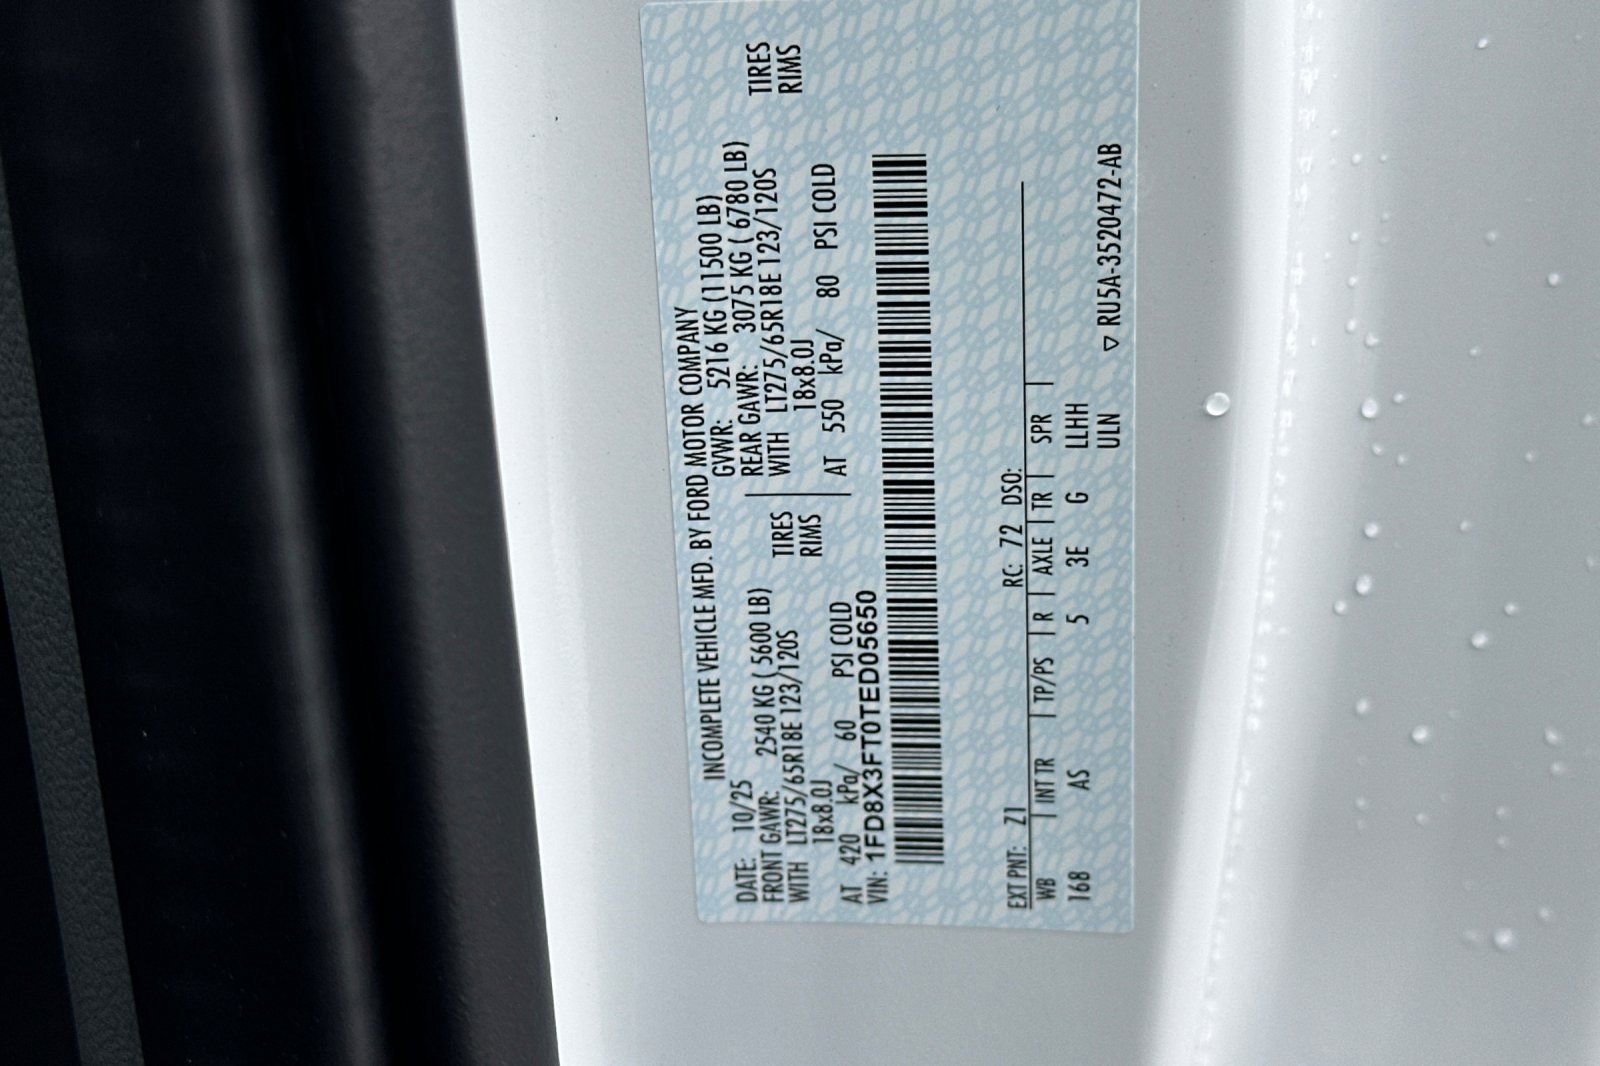 INCOMPLETE VEHICLE MFD. BY FORD MOTOR COMPANY
DATE: 10/25 GVWR: 5216 KG (11500 LB)
FRONT GAWR: 2540 KG ( 5600 LB) REAR GAWR: 3075 KG ( 6780 LB)
WITH LT275/65R18E 123/120S TIRES WITH LT275/65R18E 123/120S TIRES
18x8.0J RIMS 18x8.0J RIMS
AT 420 kPa/ 60 PSI COLD AT 550 kPa/ 80 PSI COLD
VIN: 1FD8X3FT0TED05650
EXT PNT: Z1 RC: 72 DSO:
WB INT TR TP/PS R AXLE TR SPR
168 AS 5 3E G LLHH
ULN ▽ RU5A-3520472-AB